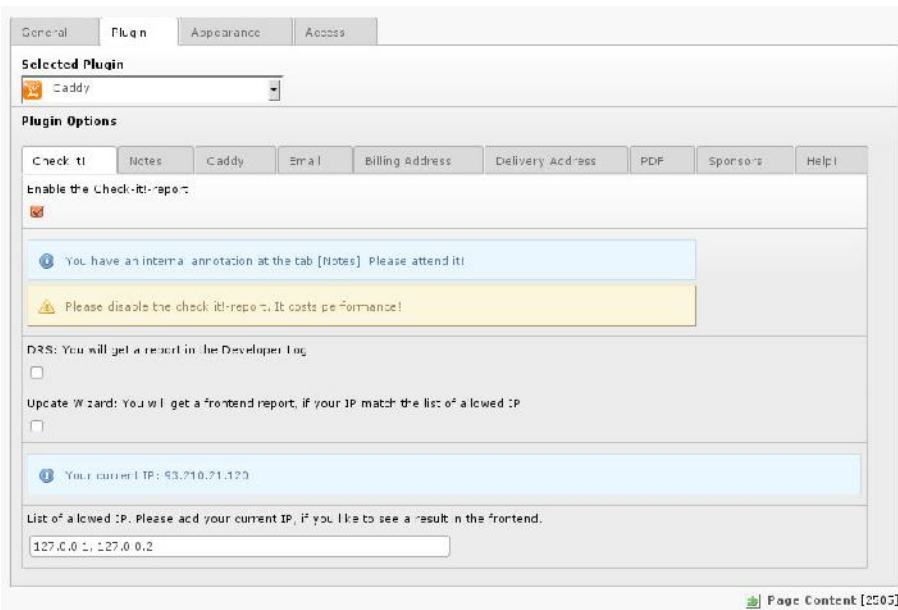 General Plugin Appearance Access
Selected Plugin
Caddy
Plugin Options
Check it! Notes Caddy Email Billing Address Delivery Address PDF Sponsors Help!
Enable the Check-it!-report
You have an internal annotation at the tab [Notes]. Please attend it!
Please disable the check it!-report. It costs performance!
DRS: You will get a report in the Developer Log
Update Wizard: You will get a frontend report, if your IP match the list of allowed IP
Your current IP: 93.210.21.120
List of allowed IP. Please add your current IP, if you like to see a result in the frontend.
127.0.0.1, 127.0.0.2
Page Content [2505]